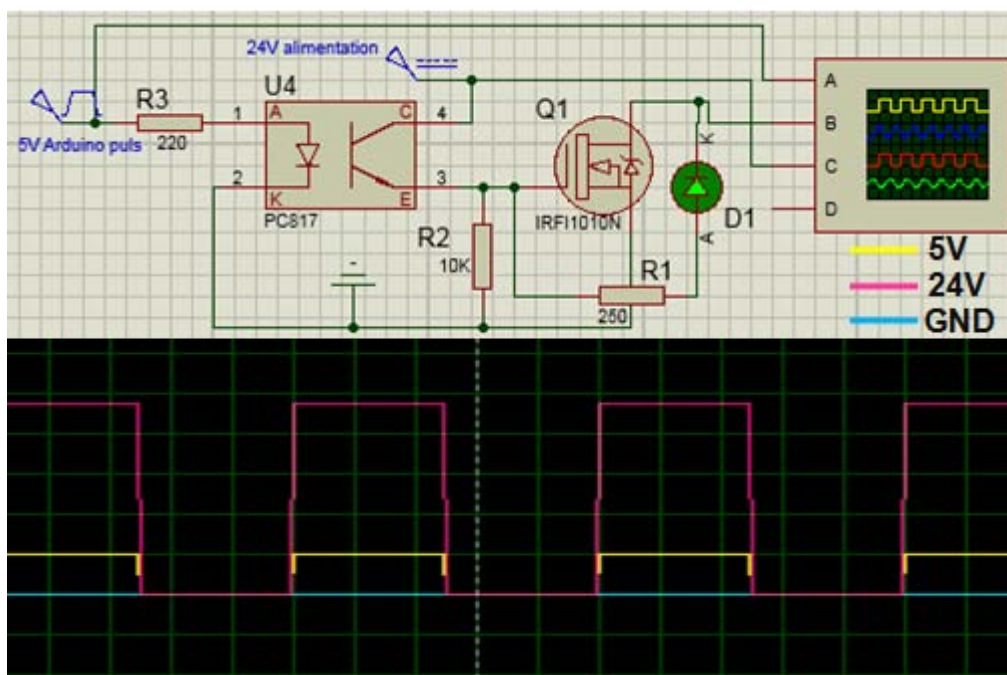 24V alimentation
U4
R3
A
C
1
4
220
5V Arduino puls
2
3
K
E
PC817
Q1
IRFI1010N
K
D1
A
R2
10K
-
R1
250
A
B
C
D
5V
24V
GND